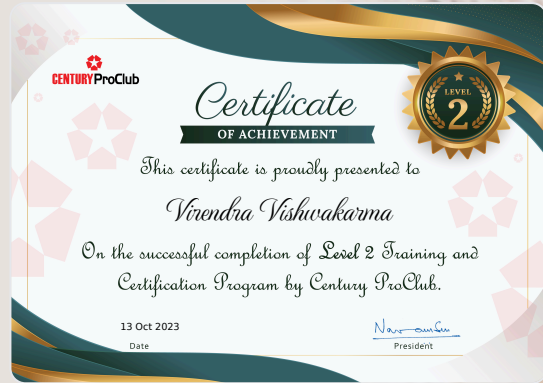 CENTURY ProClub
Certificate
OF ACHIEVEMENT
LEVEL
2
This certificate is proudly presented to
Virendra Vishwakarma
On the successful completion of Level 2 Training and
Certification Program by Century ProClub.
13 Oct 2023
Date
President